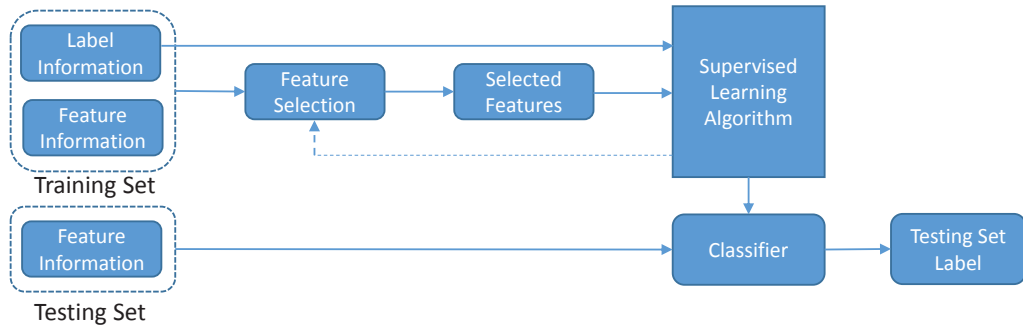 Label
Information
Feature
Information
Training Set
Feature
Selection
Selected
Features
Supervised
Learning
Algorithm
Feature
Information
Testing Set
Classifier
Testing Set
Label